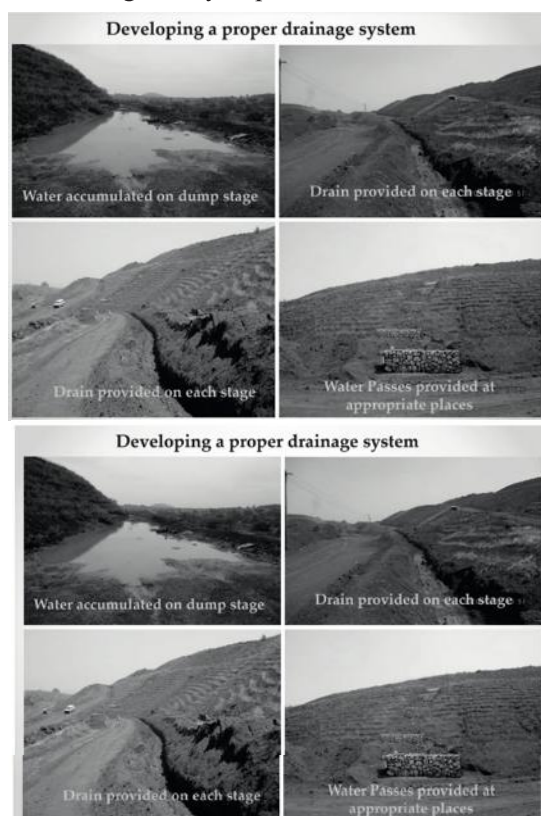 Developing a proper drainage system
Water accumulated on dump stage
Drain provided on each stage
Drain provided on each stage
Water Passes provided at
appropriate places
Developing a proper drainage system
Water accumulated on dump stage
Drain provided on each stage
Drain provided on each stage
Water Passes provided at
appropriate places